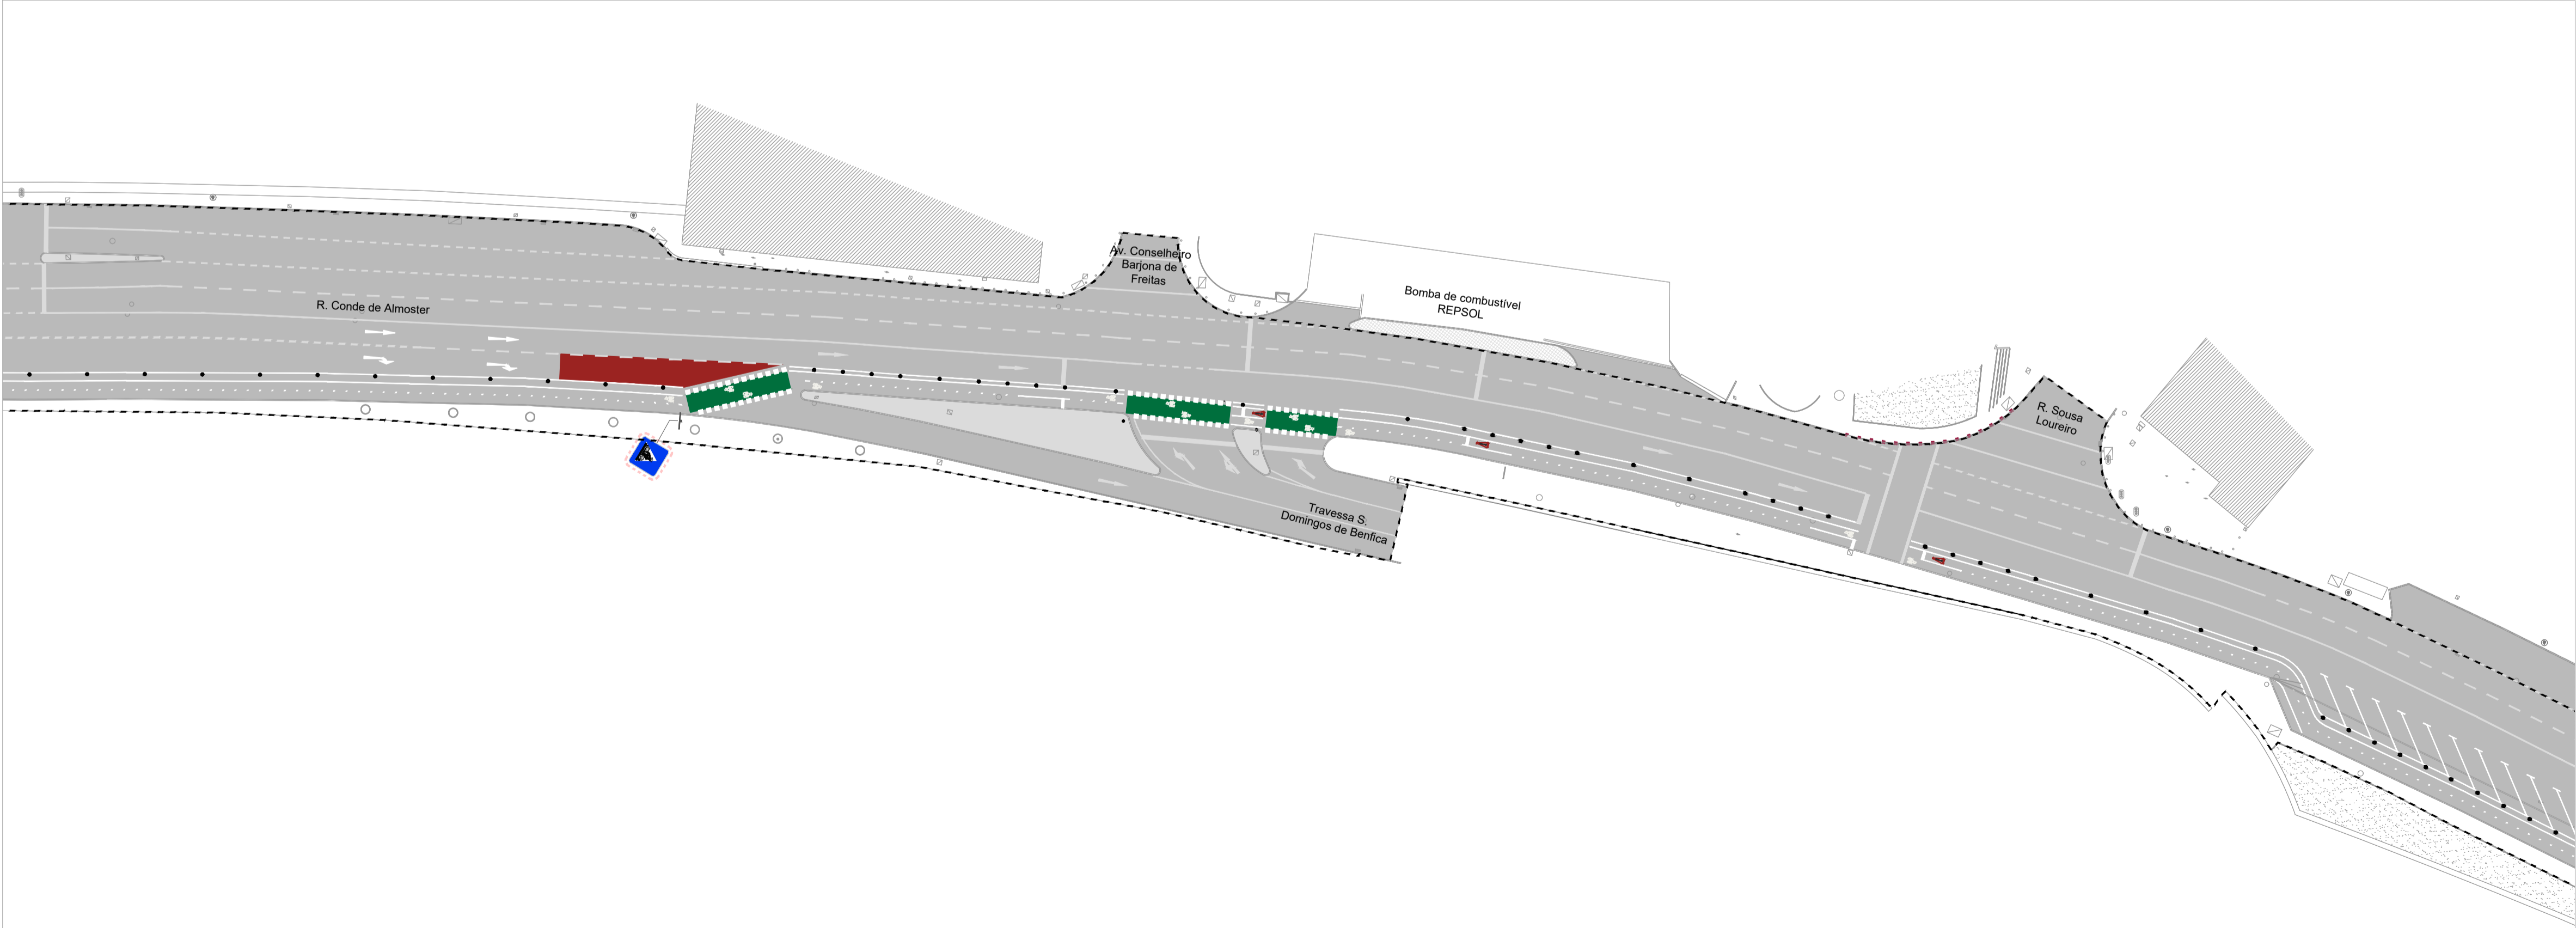 Av. Conselheiro
Barjona de
Freitas
R. Conde de Almoster
Bomba de combustível
REPSOL
R. Sousa
Loureiro
Travessa S.
Domingos de Benfica